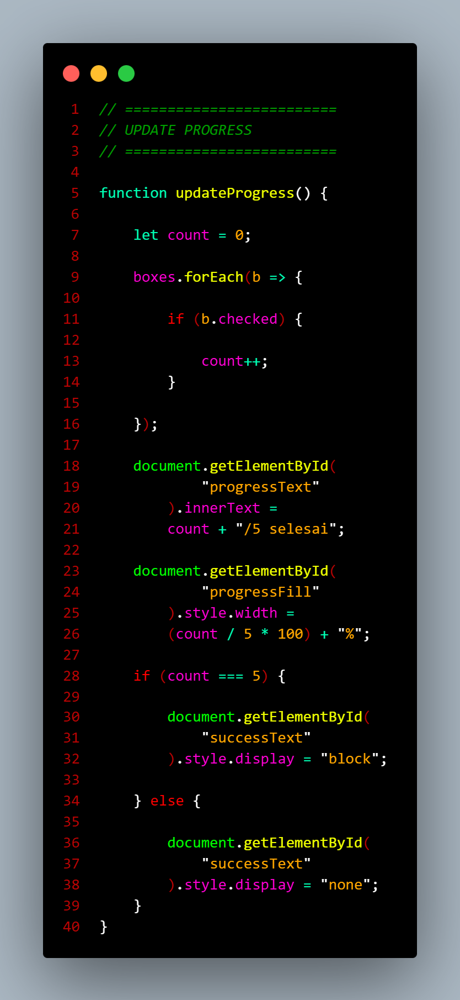 1 // =========================
2 // UPDATE PROGRESS
3 // =========================
4
5 function updateProgress() {
6
7     let count = 0;
8
9     boxes.forEach(b => {
10
11         if (b.checked) {
12
13             count++;
14         }
15
16     });
17
18     document.getElementById(
19             "progressText"
20         ).innerText =
21         count + "/5 selesai";
22
23     document.getElementById(
24             "progressFill"
25         ).style.width =
26         (count / 5 * 100) + "%";
27
28     if (count === 5) {
29
30         document.getElementById(
31             "successText"
32         ).style.display = "block";
33
34     } else {
35
36         document.getElementById(
37             "successText"
38         ).style.display = "none";
39     }
40 }